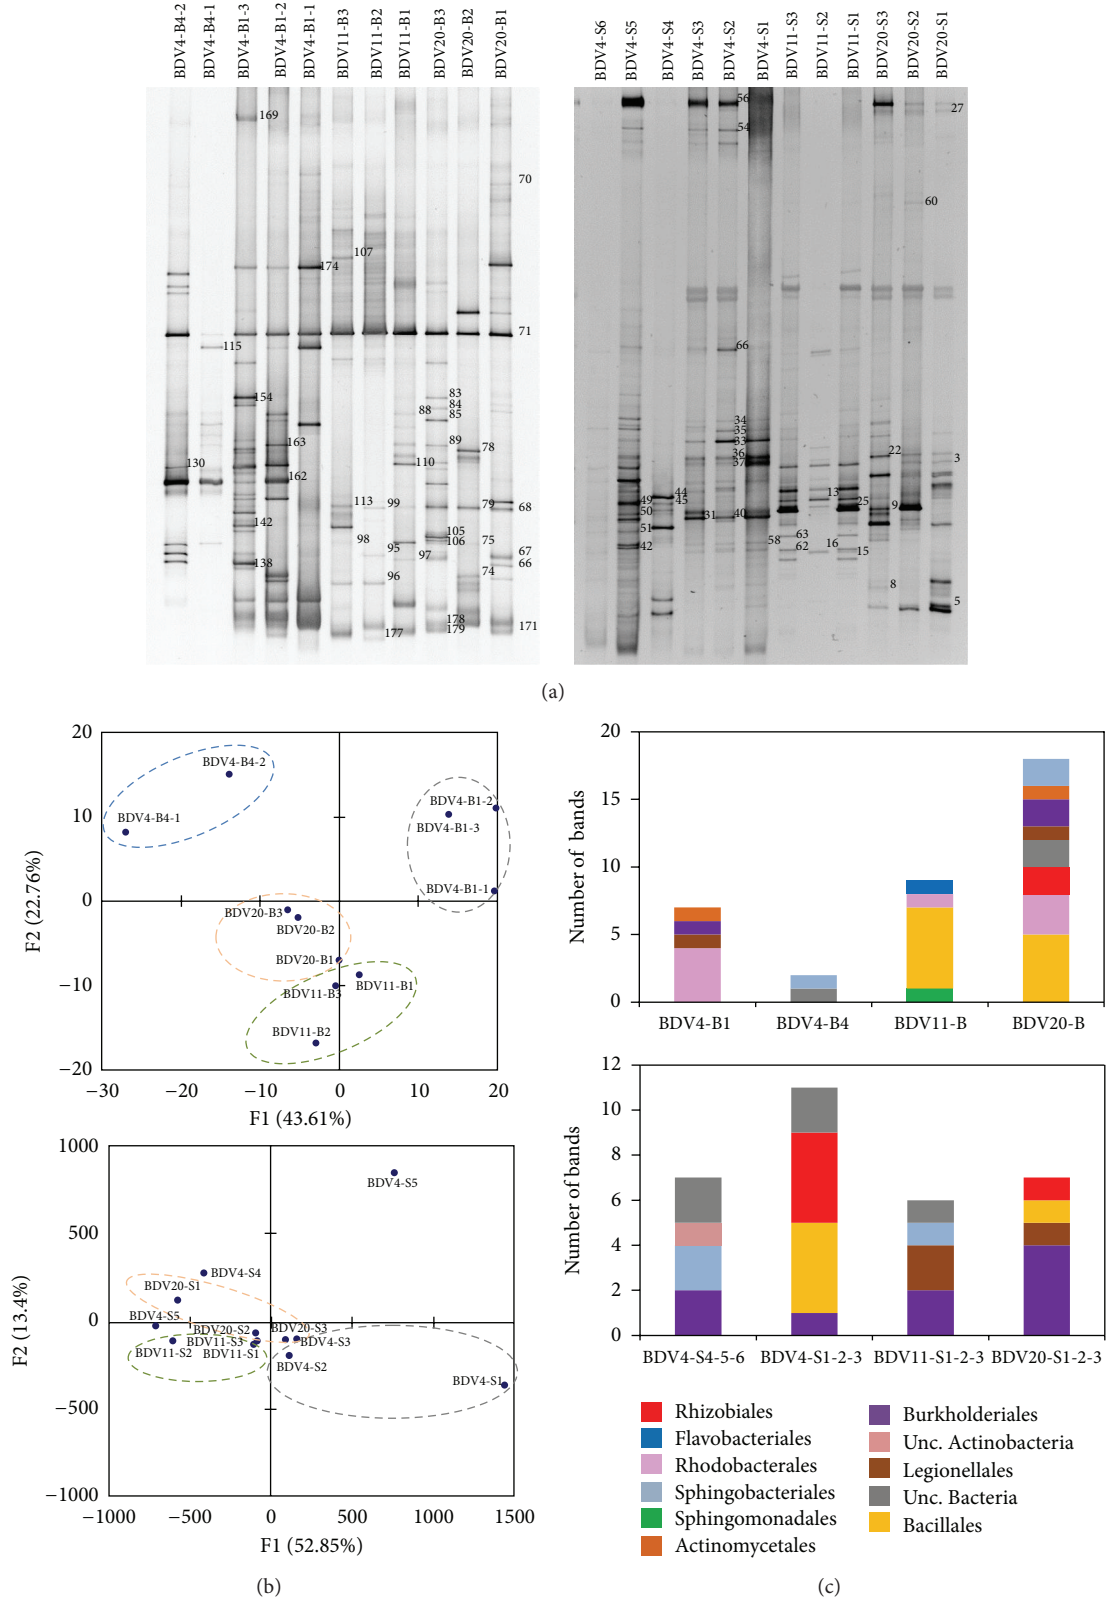 BDV4-B4-2
BDV4-B4-1
BDV4-B1-3
BDV4-B1-2
BDV4-B1-1
BDV11-B3
BDV11-B2
BDV11-B1
BDV20-B3
BDV20-B2
BDV20-B1
169
70
107
174
71
115
154
83
84
88
85
163
89
78
130
110
162
113
99
79
68
142
105
98
106
75
95
97
67
138
66
96
74
178
177
179
171
BDV4-S6
BDV4-S5
BDV4-S4
BDV4-S3
BDV4-S2
BDV4-S1
BDV11-S3
BDV11-S2
BDV11-S1
BDV20-S3
BDV20-S2
BDV20-S1
56
27
54
60
66
34
35
33
36
22
37
3
44
13
49
45
25
9
50
31
40
51
63
58
62
16
42
15
8
5
(a)
20
10
0
−10
−20
−30
−20
−10
0
10
20
F2 (22.76%)
F1 (43.61%)
BDV4-B4-2
BDV4-B4-1
BDV4-B1-2
BDV4-B1-3
BDV4-B1-1
BDV20-B3
BDV20-B2
BDV20-B1
BDV11-B3
BDV11-B1
BDV11-B2
1000
500
0
−500
−1000
−1000
−500
0
500
1000
1500
F2 (13.4%)
F1 (52.85%)
BDV4-S5
BDV4-S4
BDV20-S1
BDV4-S5
BDV20-S2
BDV20-S3
BDV11-S3
BDV4-S3
BDV11-S2
BDV11-S1
BDV4-S2
BDV4-S1
(b)
20
15
10
5
0
Number of bands
BDV4-B1
BDV4-B4
BDV11-B
BDV20-B
12
10
8
6
4
2
0
Number of bands
BDV4-S4-5-6
BDV4-S1-2-3
BDV11-S1-2-3
BDV20-S1-2-3
Rhizobiales
Flavobacteriales
Rhodobacterales
Sphingobacteriales
Sphingomonadales
Actinomycetales
Burkholderiales
Unc. Actinobacteria
Legionellales
Unc. Bacteria
Bacillales
(c)